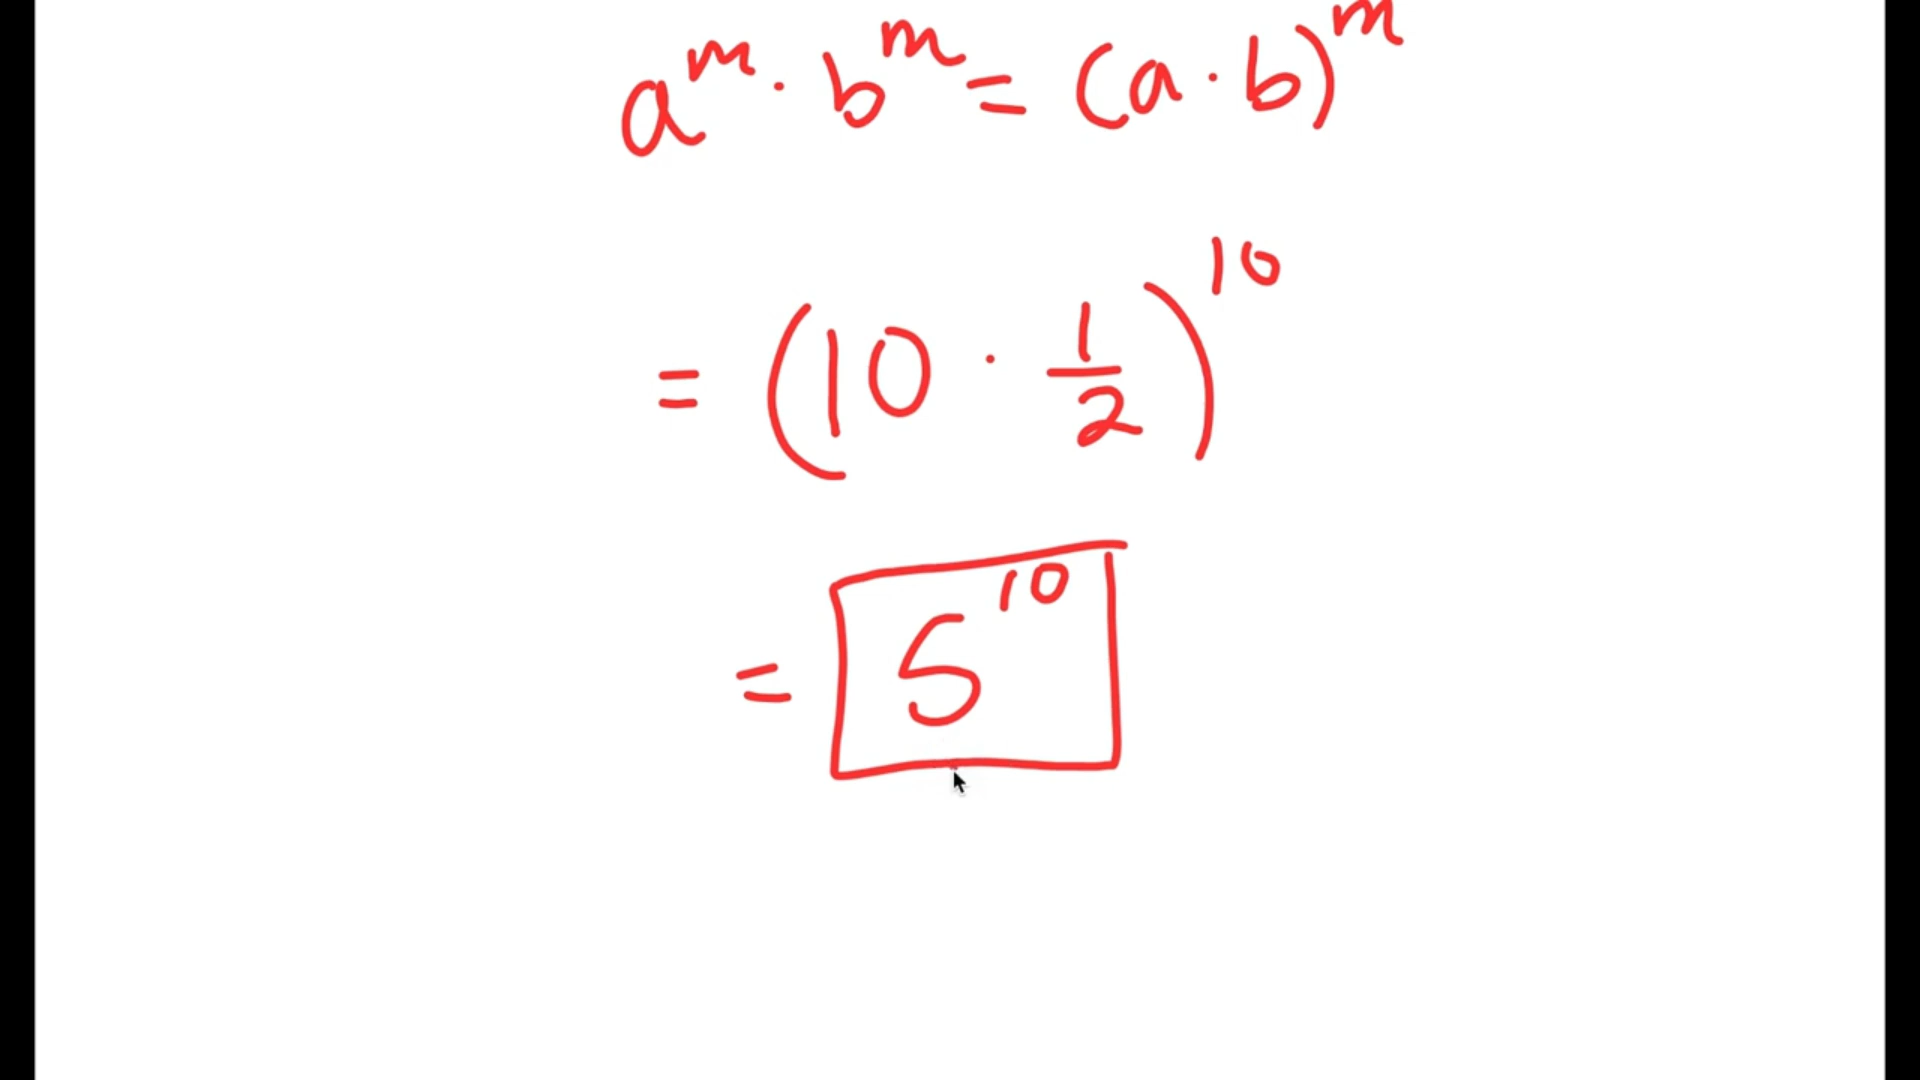 a^m · b^m = (a · b)^m
= (10 · 1/2)^10
= 5^10